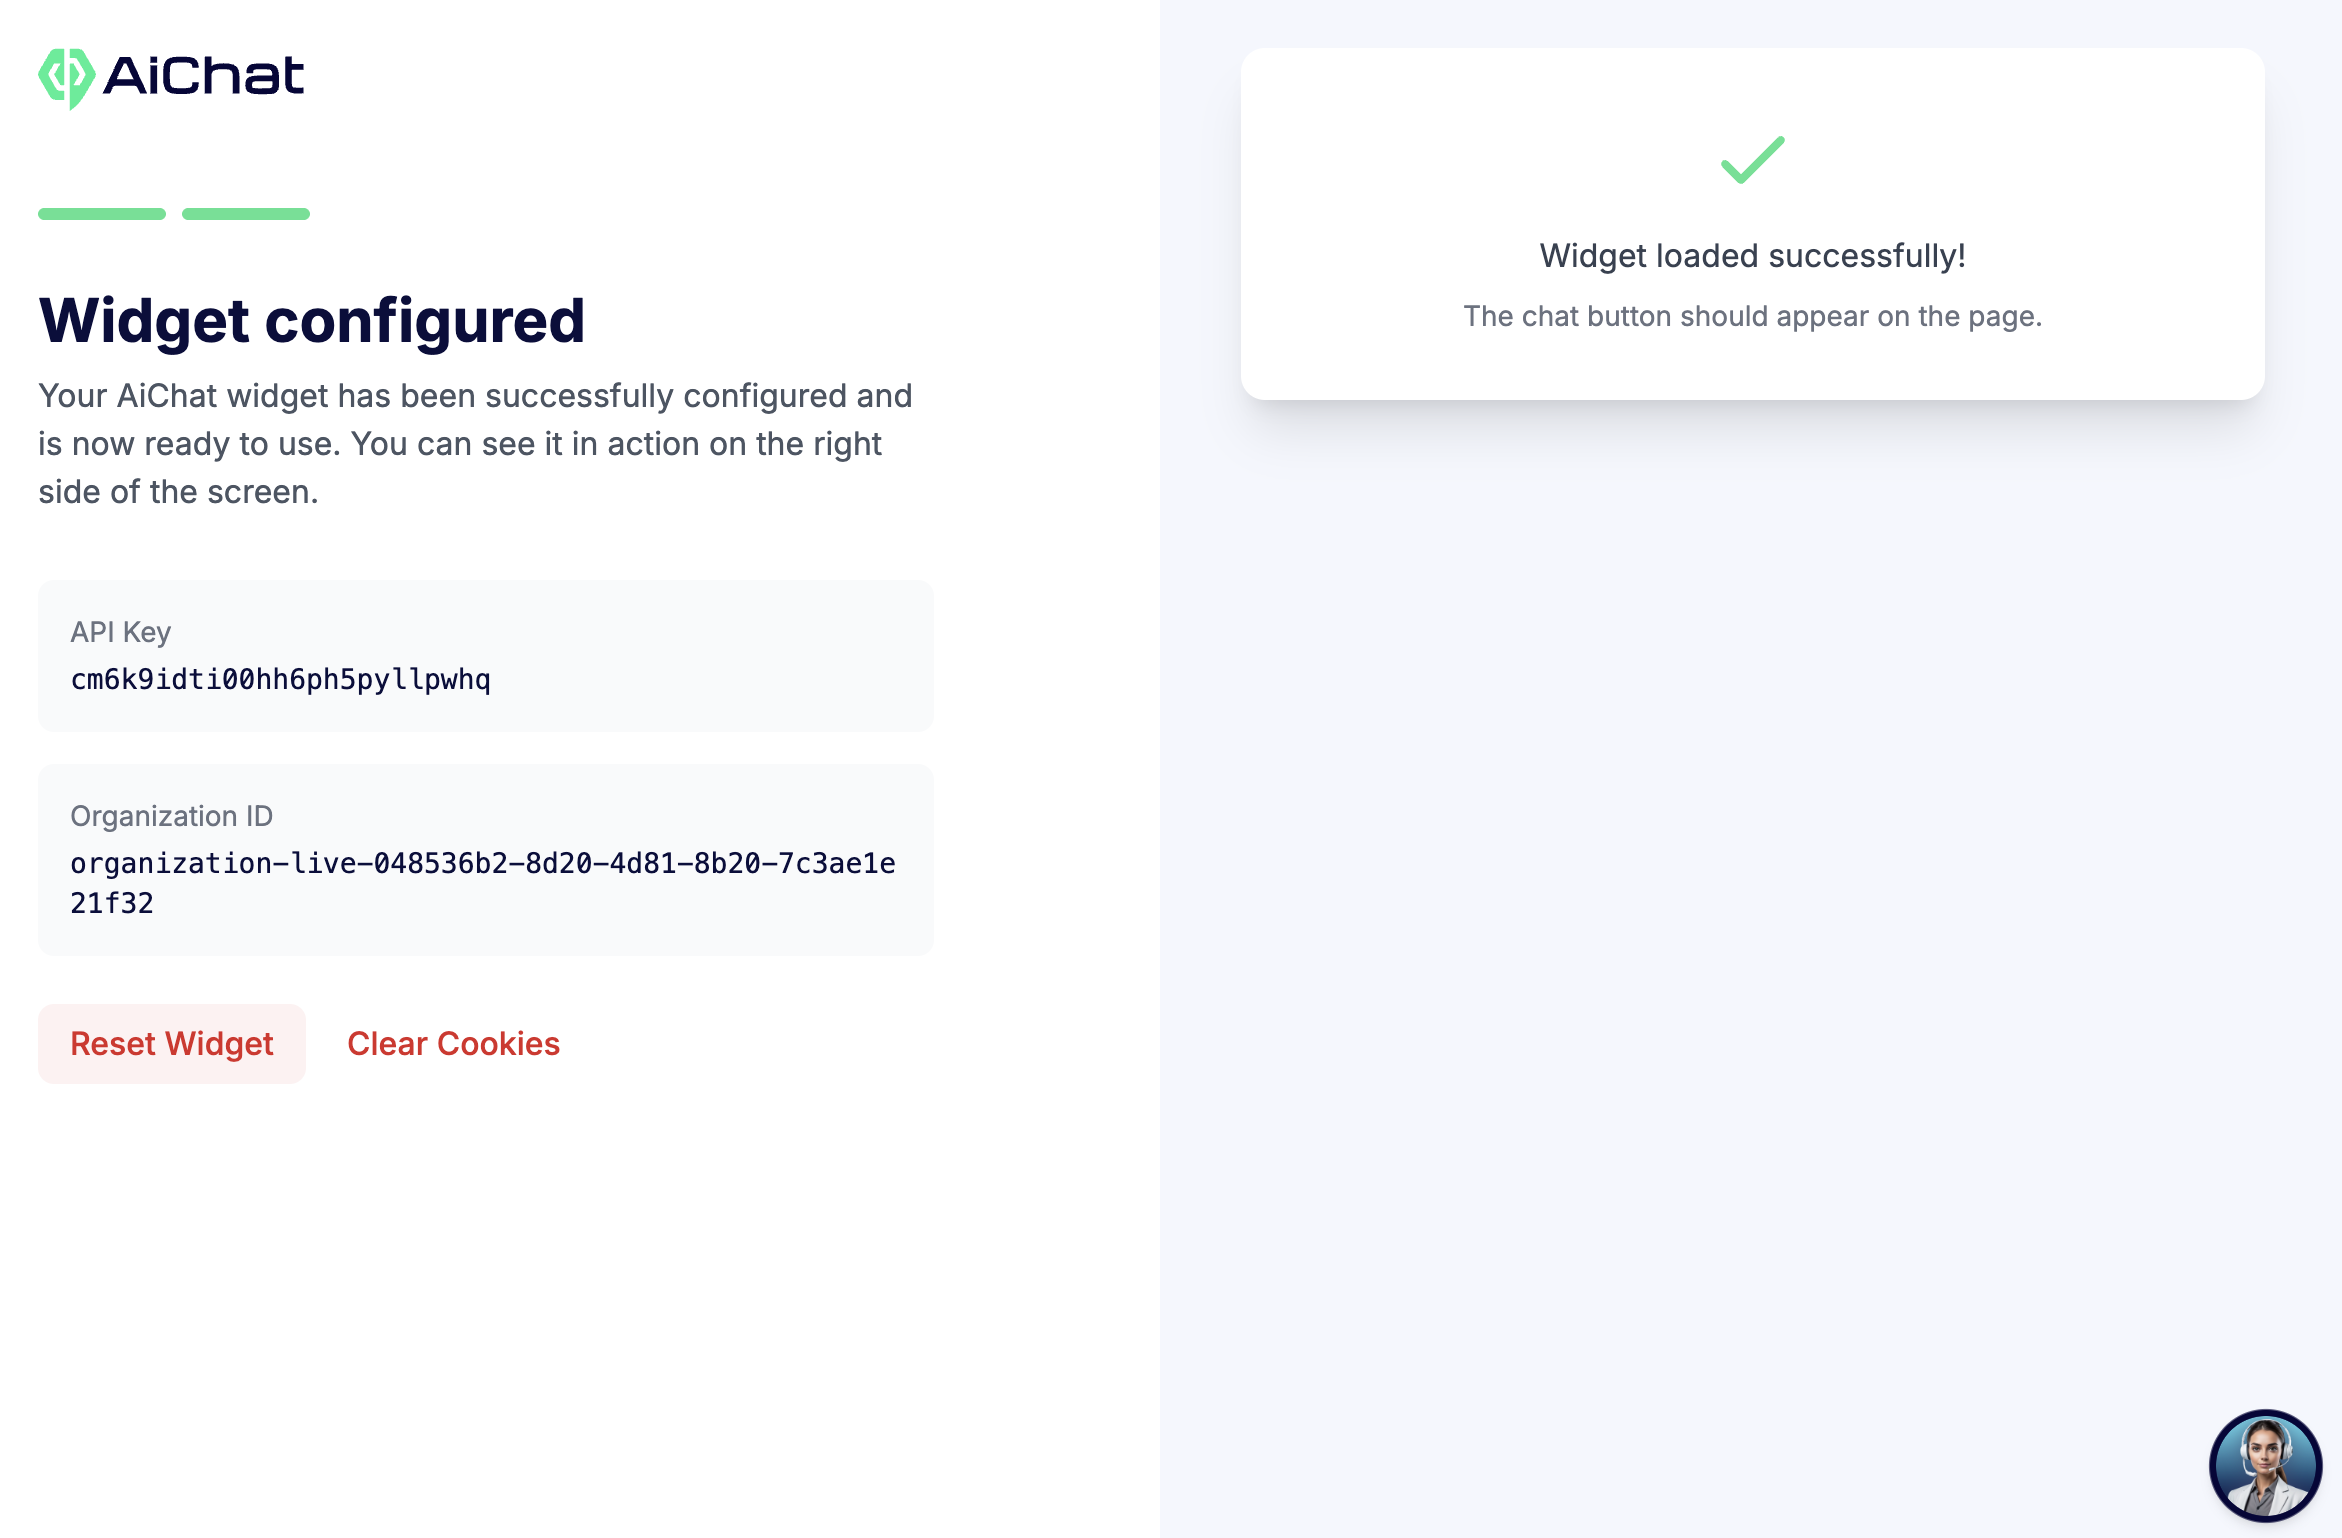 AiChat
Widget configured
Your AiChat widget has been successfully configured and
is now ready to use. You can see it in action on the right
side of the screen.
API Key
cm6k9idti00hh6ph5pyllpwhq
Organization ID
organization-live-048536b2-8d20-4d81-8b20-7c3ae1e
21f32
Reset Widget
Clear Cookies
Widget loaded successfully!
The chat button should appear on the page.